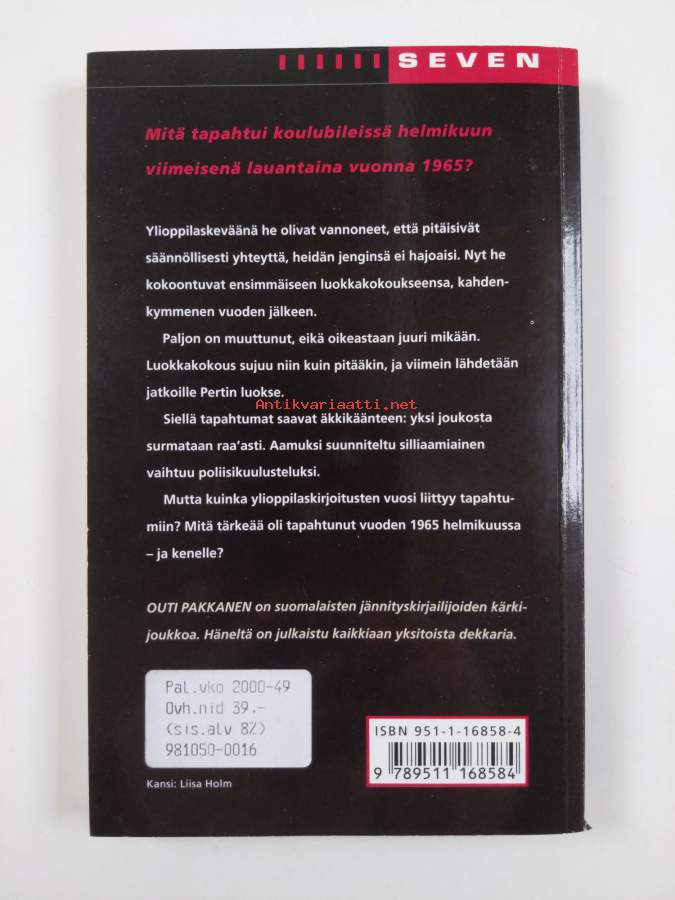 SEVEN
Mitä tapahtui koulubileissä helmikuun
viimeisenä lauantaina vuonna 1965?
Ylioppilaskeväänä he olivat vannoneet, että pitäisivät
säännöllisesti yhteyttä, heidän jenginsä ei hajoaisi. Nyt he
kokoontuvat ensimmäiseen luokkakokoukseensa, kahden-
kymmenen vuoden jälkeen.
Paljon on muuttunut, eikä oikeastaan juuri mikään.
Luokkakokous sujuu niin kuin pitääkin, ja viimein lähdetään
jatkoille Pertin luokse.
Antikvariaatti.net
Siellä tapahtumat saavat äkkikäänteen: yksi joukosta
surmataan raa'asti. Aamuksi suunniteltu silliaamiainen
vaihtuu poliisikuulusteluksi.
Mutta kuinka ylioppilaskirjoitusten vuosi liittyy tapahtu-
miin? Mitä tärkeää oli tapahtunut vuoden 1965 helmikuussa
– ja kenelle?
OUTI PAKKANEN on suomalaisten jännityskirjailijoiden kärki-
joukkoa. Häneltä on julkaistu kaikkiaan yksitoista dekkaria.
Pal.vko 2000-49
Ovh.nid 39.-
(sis.alv 8%)
981050-0016
ISBN 951-1-16858-4
9 789511 168584
Kansi: Liisa Holm